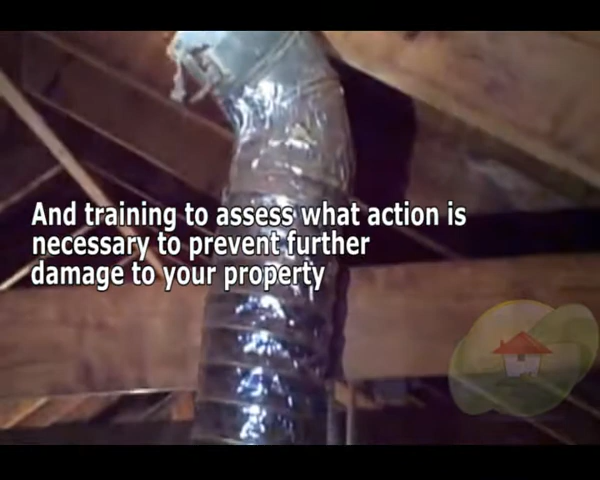 And training to assess what action is
necessary to prevent further
damage to your property